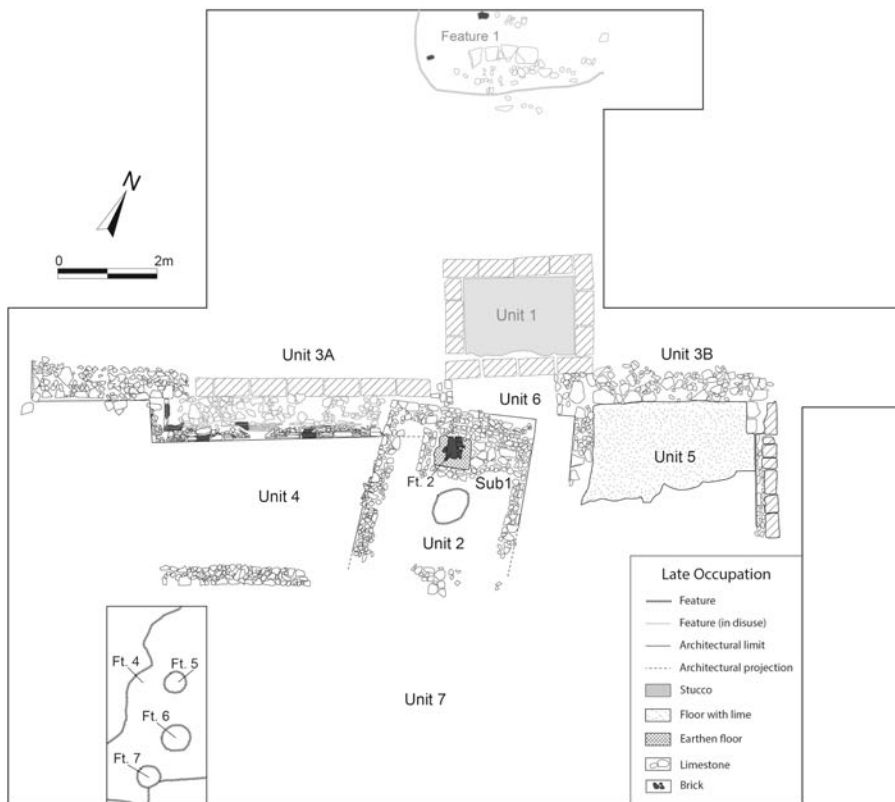 Feature 1
N
0 2m
Unit 1
Unit 3A
Unit 3B
Unit 6
Unit 5
Ft. 2
Sub1
Unit 4
Unit 2
Late Occupation
Feature
Feature (in disuse)
Architectural limit
Architectural projection
Stucco
Floor with lime
Earthen floor
Limestone
Brick
Ft. 4
Ft. 5
Ft. 6
Ft. 7
Unit 7